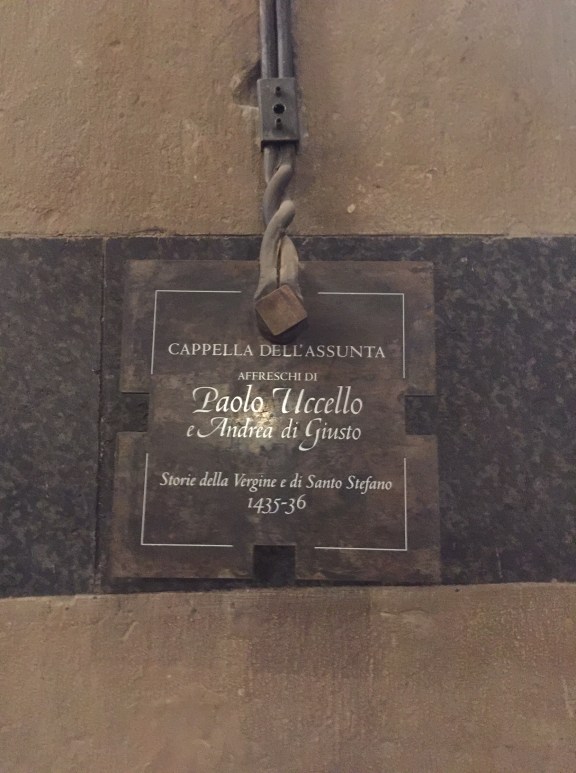 CAPPELLA DELL'ASSUNTA
AFFRESCHI DI
Paolo Uccello
e Andrea di Giusto
Storie della Vergine e di Santo Stefano
1435-36